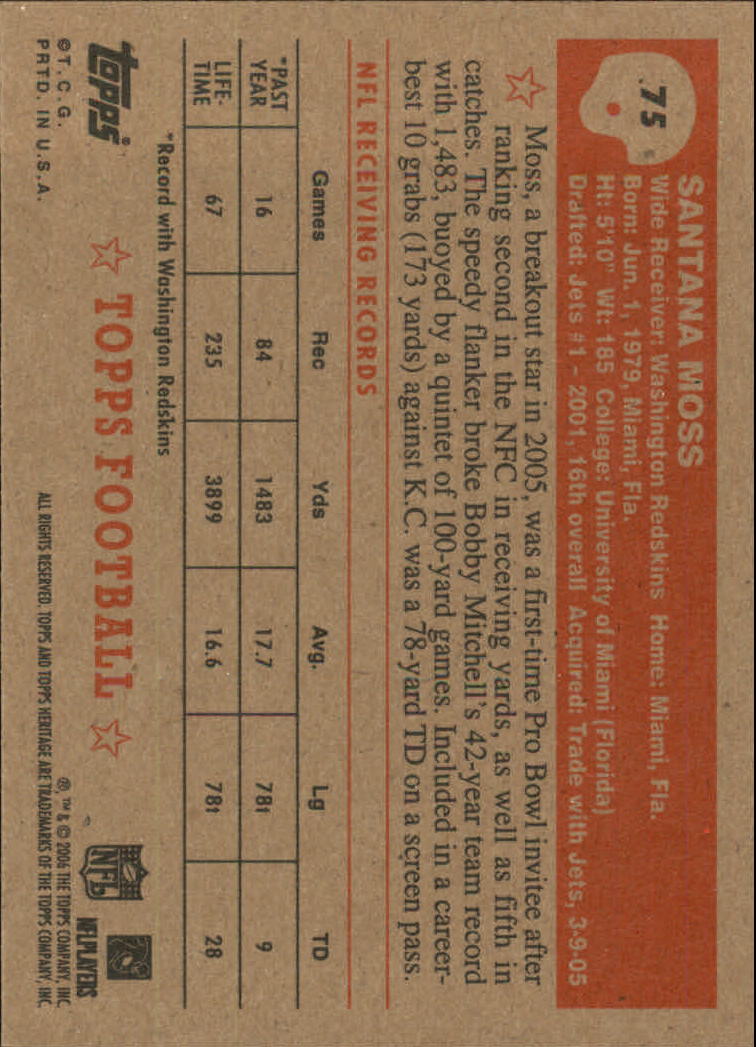 75
SANTANA MOSS
Wide Receiver: Washington Redskins Home: Miami, Fla.
Born: Jun. 1, 1979, Miami, Fla.
Ht: 5'10" Wt: 185 College: University of Miami (Florida)
Drafted: Jets #1 - 2001, 16th overall Acquired: Trade with Jets, 3-9-05
Moss, a breakout star in 2005, was a first-time Pro Bowl invitee after
ranking second in the NFC in receiving yards, as well as fifth in
catches. The speedy flanker broke Bobby Mitchell's 42-year team record
with 1,483, buoyed by a quintet of 100-yard games. Included in a career-
best 10 grabs (173 yards) against K.C. was a 78-yard TD on a screen pass.
NFL RECEIVING RECORDS
Games Rec Yds Avg. Lg TD
*PAST YEAR 16 84 1483 17.7 78t 9
LIFE-TIME 67 235 3899 16.6 78t 28
*Record with Washington Redskins
topps®
© T. C. G.
PRTD. IN U.S.A.
TOPPS FOOTBALL
NFL
NFLPLAYERS
®, ™ & © 2006 THE TOPPS COMPANY, INC.
ALL RIGHTS RESERVED. TOPPS AND TOPPS HERITAGE ARE TRADEMARKS OF THE TOPPS COMPANY, INC.